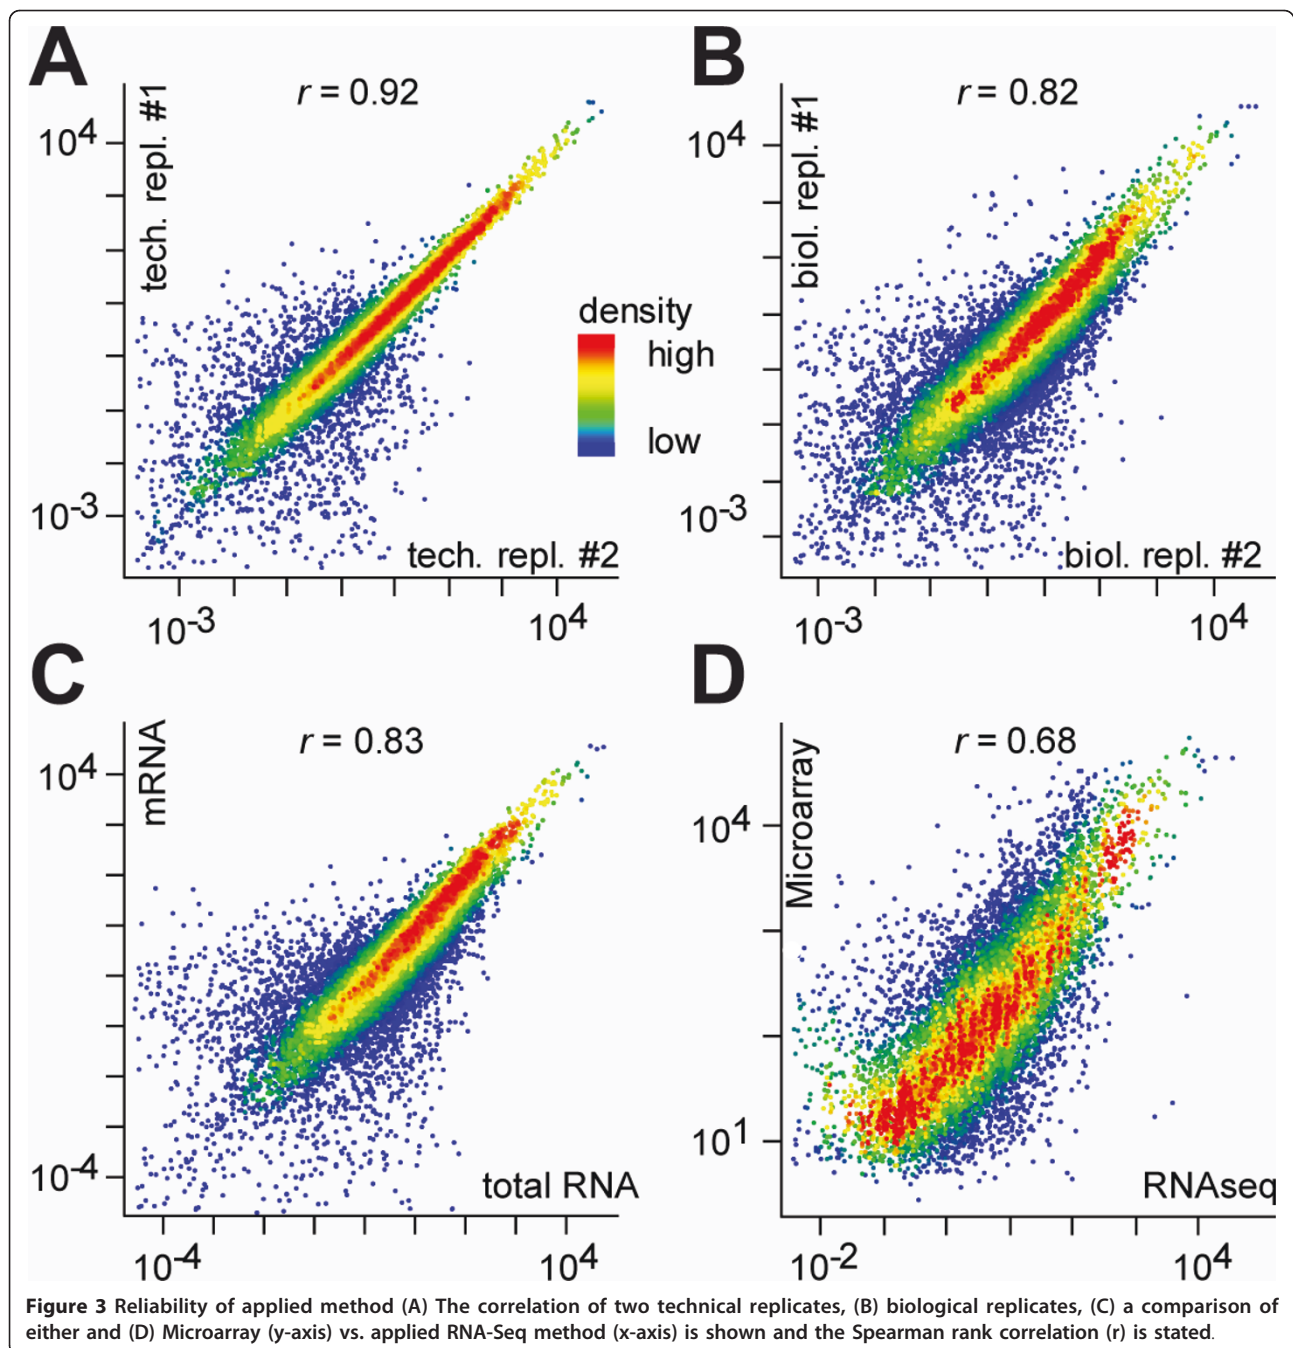 A
B
r = 0.92
r = 0.82
tech. repl. #1
biol. repl. #1
10^4
10^4
density
high
low
10^-3
10^-3
tech. repl. #2
biol. repl. #2
10^-3
10^4
10^-3
10^4
C
D
r = 0.83
r = 0.68
mRNA
Microarray
10^4
10^4
10^1
10^-4
total RNA
RNAseq
10^-4
10^4
10^-2
10^4
Figure 3 Reliability of applied method (A) The correlation of two technical replicates, (B) biological replicates, (C) a comparison of
either and (D) Microarray (y-axis) vs. applied RNA-Seq method (x-axis) is shown and the Spearman rank correlation (r) is stated.